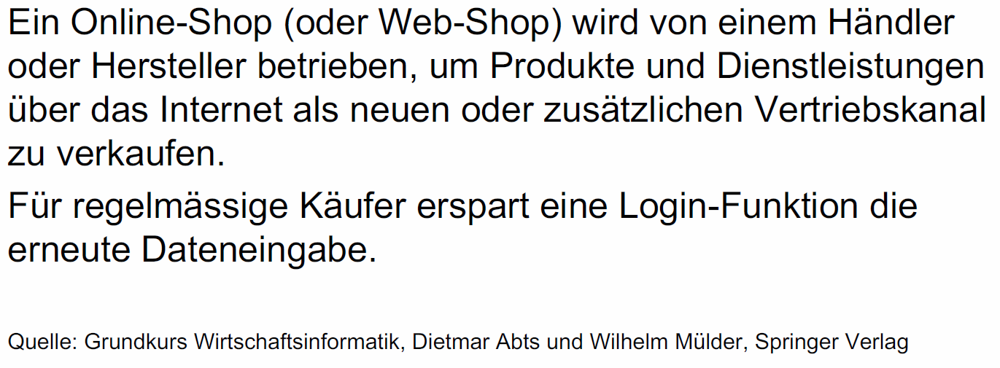 Ein Online-Shop (oder Web-Shop) wird von einem Händler
oder Hersteller betrieben, um Produkte und Dienstleistungen
über das Internet als neuen oder zusätzlichen Vertriebskanal
zu verkaufen.
Für regelmässige Käufer erspart eine Login-Funktion die
erneute Dateneingabe.
Quelle: Grundkurs Wirtschaftsinformatik, Dietmar Abts und Wilhelm Mülder, Springer Verlag